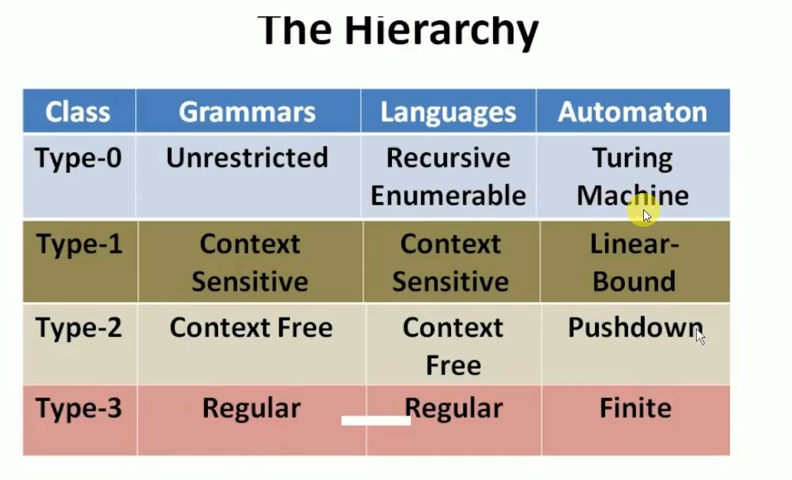 The Hierarchy
Class Grammars Languages Automaton
Type-0 Unrestricted Recursive Turing
Enumerable Machine
Type-1 Context Context Linear-
Sensitive Sensitive Bound
Type-2 Context Free Context Pushdown
Free
Type-3 Regular Regular Finite